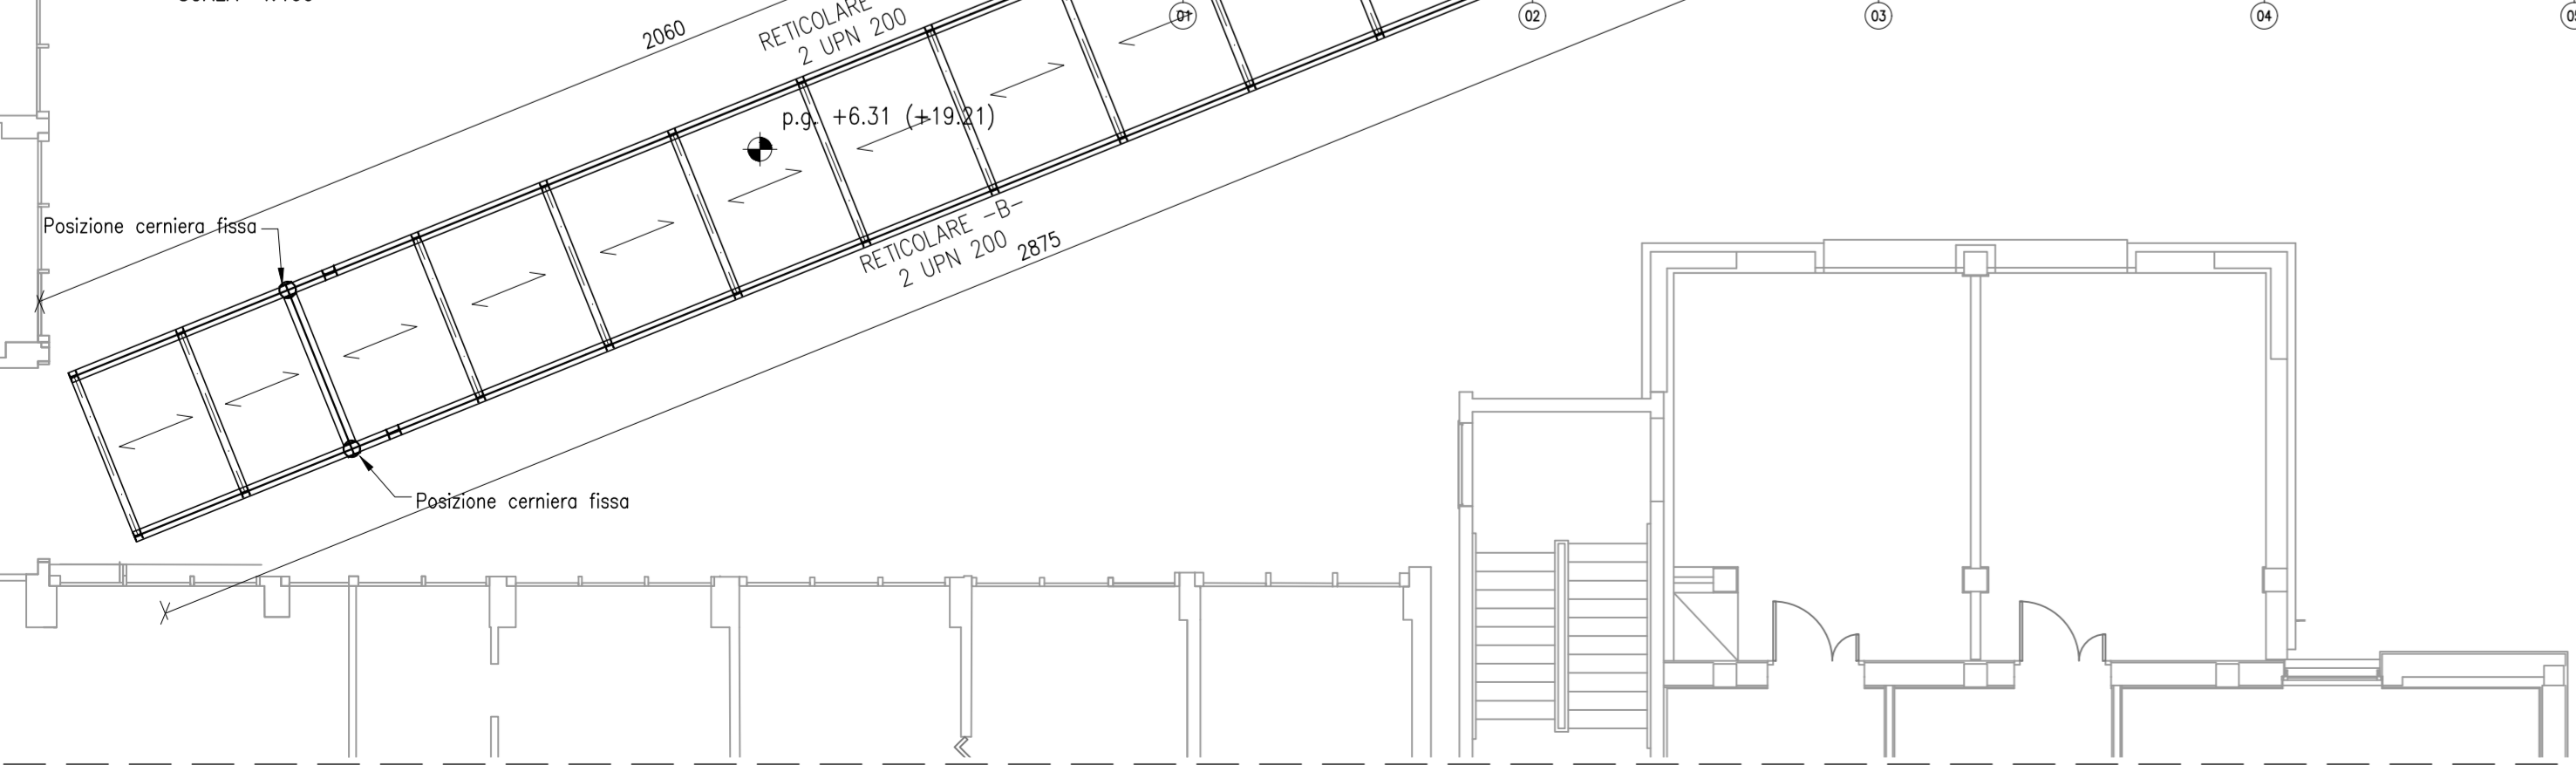 01
02
03
04
2060
RETICOLARE
2 UPN 200
p.g. +6.31 (+19.21)
Posizione cerniera fissa
RETICOLARE -B-
2 UPN 200
2875
Posizione cerniera fissa